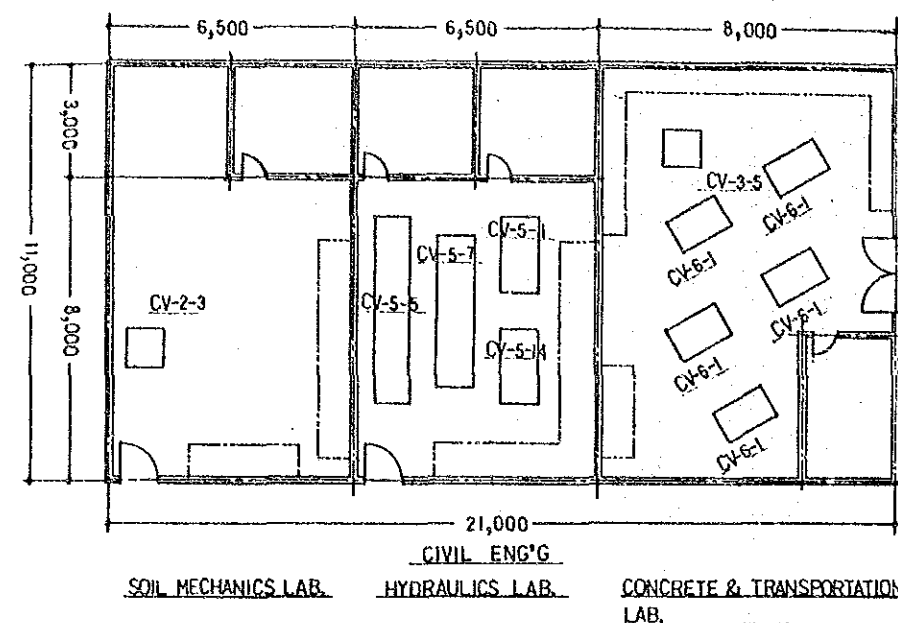 6,500
6,500
8,000
3,000
11,000
8,000
CV-3-5
CV-6-1
CV-5-1
CV-5-7
CV-6-1
CV-2-3
CV-5-5
CV-6-1
CV-5-14
CV-6-1
CV-6-1
21,000
CIVIL ENG'G
SOIL MECHANICS LAB.
HYDRAULICS LAB.
CONCRETE & TRANSPORTATION
LAB.